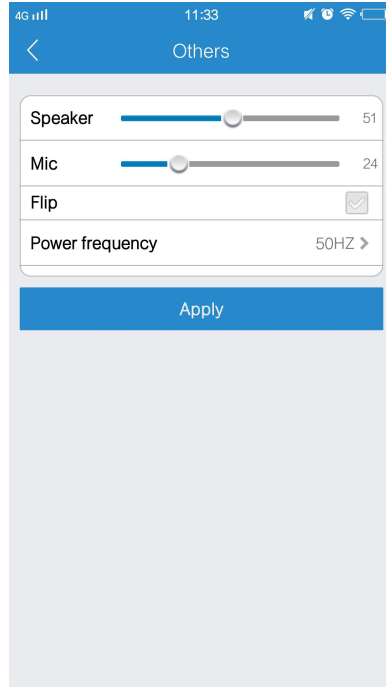 4G 11:33
Others
Speaker 51
Mic 24
Flip
Power frequency 50HZ
Apply